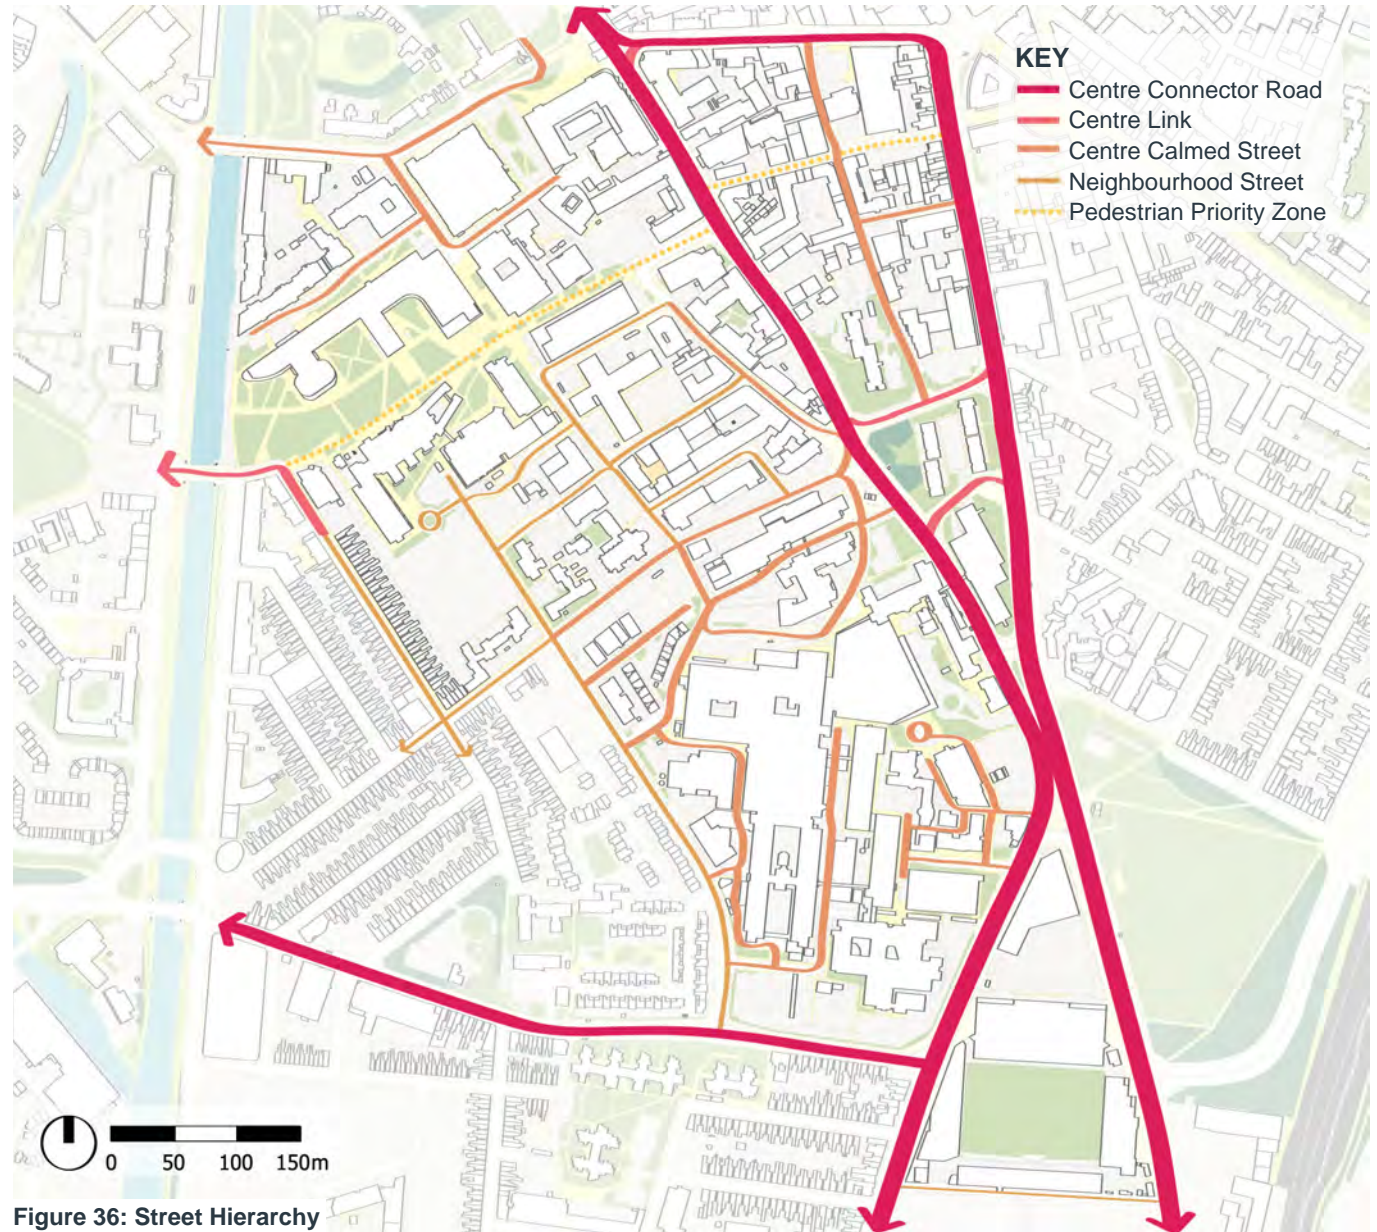 KEY
Centre Connector Road
Centre Link
Centre Calmed Street
Neighbourhood Street
Pedestrian Priority Zone
0 50 100 150m
Figure 36: Street Hierarchy